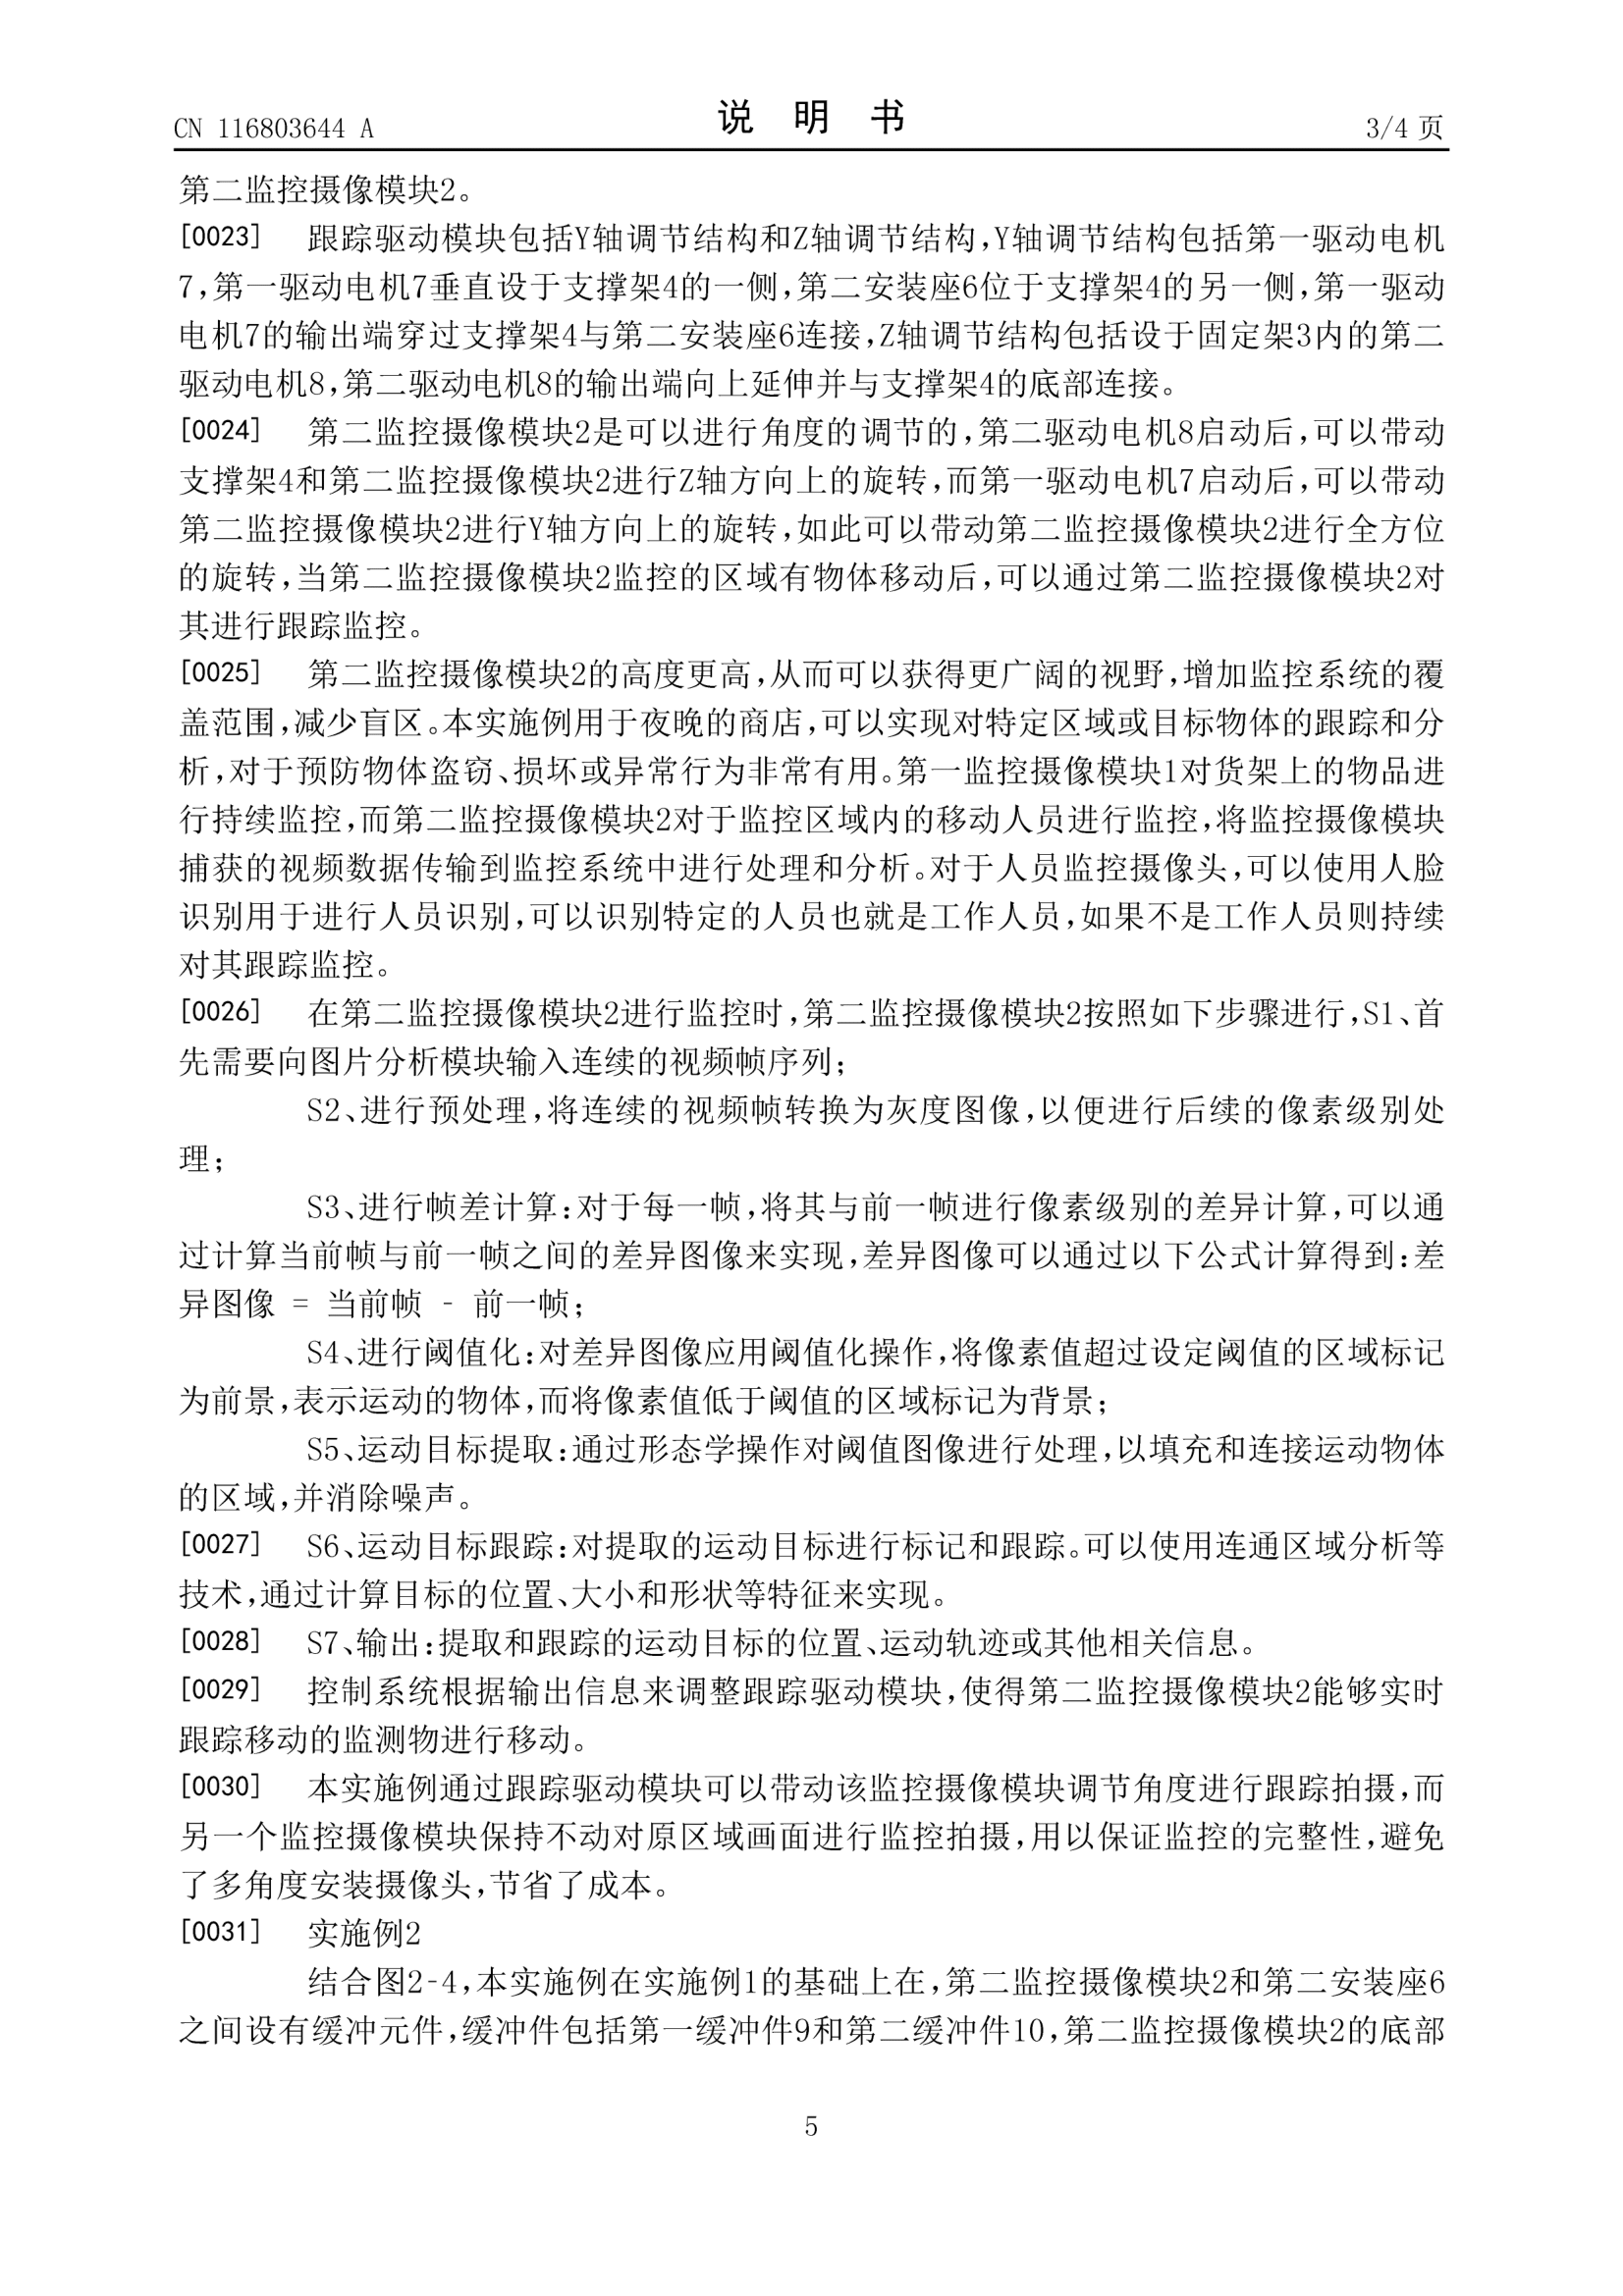 CN 116803644 A
说 明 书
3/4 页
第二监控摄像模块2。
[0023] 跟踪驱动模块包括Y轴调节结构和Z轴调节结构,Y轴调节结构包括第一驱动电机
7,第一驱动电机7垂直设于支撑架4的一侧,第二安装座6位于支撑架4的另一侧,第一驱动
电机7的输出端穿过支撑架4与第二安装座6连接,Z轴调节结构包括设于固定架3内的第二
驱动电机8,第二驱动电机8的输出端向上延伸并与支撑架4的底部连接。
[0024] 第二监控摄像模块2是可以进行角度的调节的,第二驱动电机8启动后,可以带动
支撑架4和第二监控摄像模块2进行Z轴方向上的旋转,而第一驱动电机7启动后,可以带动
第二监控摄像模块2进行Y轴方向上的旋转,如此可以带动第二监控摄像模块2进行全方位
的旋转,当第二监控摄像模块2监控的区域有物体移动后,可以通过第二监控摄像模块2对
其进行跟踪监控。
[0025] 第二监控摄像模块2的高度更高,从而可以获得更广阔的视野,增加监控系统的覆
盖范围,减少盲区。本实施例用于夜晚的商店,可以实现对特定区域或目标物体的跟踪和分
析,对于预防物体盗窃、损坏或异常行为非常有用。第一监控摄像模块1对货架上的物品进
行持续监控,而第二监控摄像模块2对于监控区域内的移动人员进行监控,将监控摄像模块
捕获的视频数据传输到监控系统中进行处理和分析。对于人员监控摄像头,可以使用人脸
识别用于进行人员识别,可以识别特定的人员也就是工作人员,如果不是工作人员则持续
对其跟踪监控。
[0026] 在第二监控摄像模块2进行监控时,第二监控摄像模块2按照如下步骤进行,S1、首
先需要向图片分析模块输入连续的视频帧序列;
S2、进行预处理,将连续的视频帧转换为灰度图像,以便进行后续的像素级别处
理;
S3、进行帧差计算:对于每一帧,将其与前一帧进行像素级别的差异计算,可以通
过计算当前帧与前一帧之间的差异图像来实现,差异图像可以通过以下公式计算得到:差
异图像 = 当前帧 - 前一帧;
S4、进行阈值化:对差异图像应用阈值化操作,将像素值超过设定阈值的区域标记
为前景,表示运动的物体,而将像素值低于阈值的区域标记为背景;
S5、运动目标提取:通过形态学操作对阈值图像进行处理,以填充和连接运动物体
的区域,并消除噪声。
[0027] S6、运动目标跟踪:对提取的运动目标进行标记和跟踪。可以使用连通区域分析等
技术,通过计算目标的位置、大小和形状等特征来实现。
[0028] S7、输出:提取和跟踪的运动目标的位置、运动轨迹或其他相关信息。
[0029] 控制系统根据输出信息来调整跟踪驱动模块,使得第二监控摄像模块2能够实时
跟踪移动的监测物进行移动。
[0030] 本实施例通过跟踪驱动模块可以带动该监控摄像模块调节角度进行跟踪拍摄,而
另一个监控摄像模块保持不动对原区域画面进行监控拍摄,用以保证监控的完整性,避免
了多角度安装摄像头,节省了成本。
[0031] 实施例2
结合图2-4,本实施例在实施例1的基础上在,第二监控摄像模块2和第二安装座6
之间设有缓冲元件,缓冲件包括第一缓冲件9和第二缓冲件10,第二监控摄像模块2的底部
5